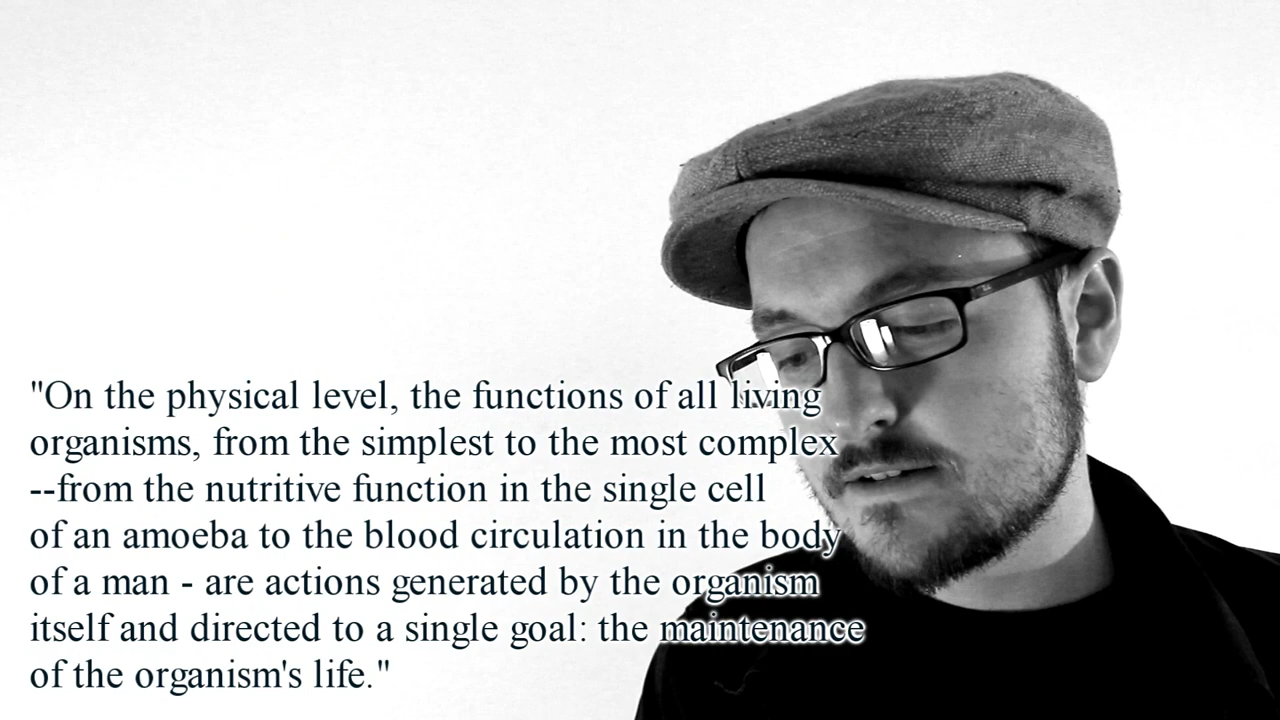 "On the physical level, the functions of all living
organisms, from the simplest to the most complex
--from the nutritive function in the single cell
of an amoeba to the blood circulation in the body
of a man - are actions generated by the organism
itself and directed to a single goal: the maintenance
of the organism's life."